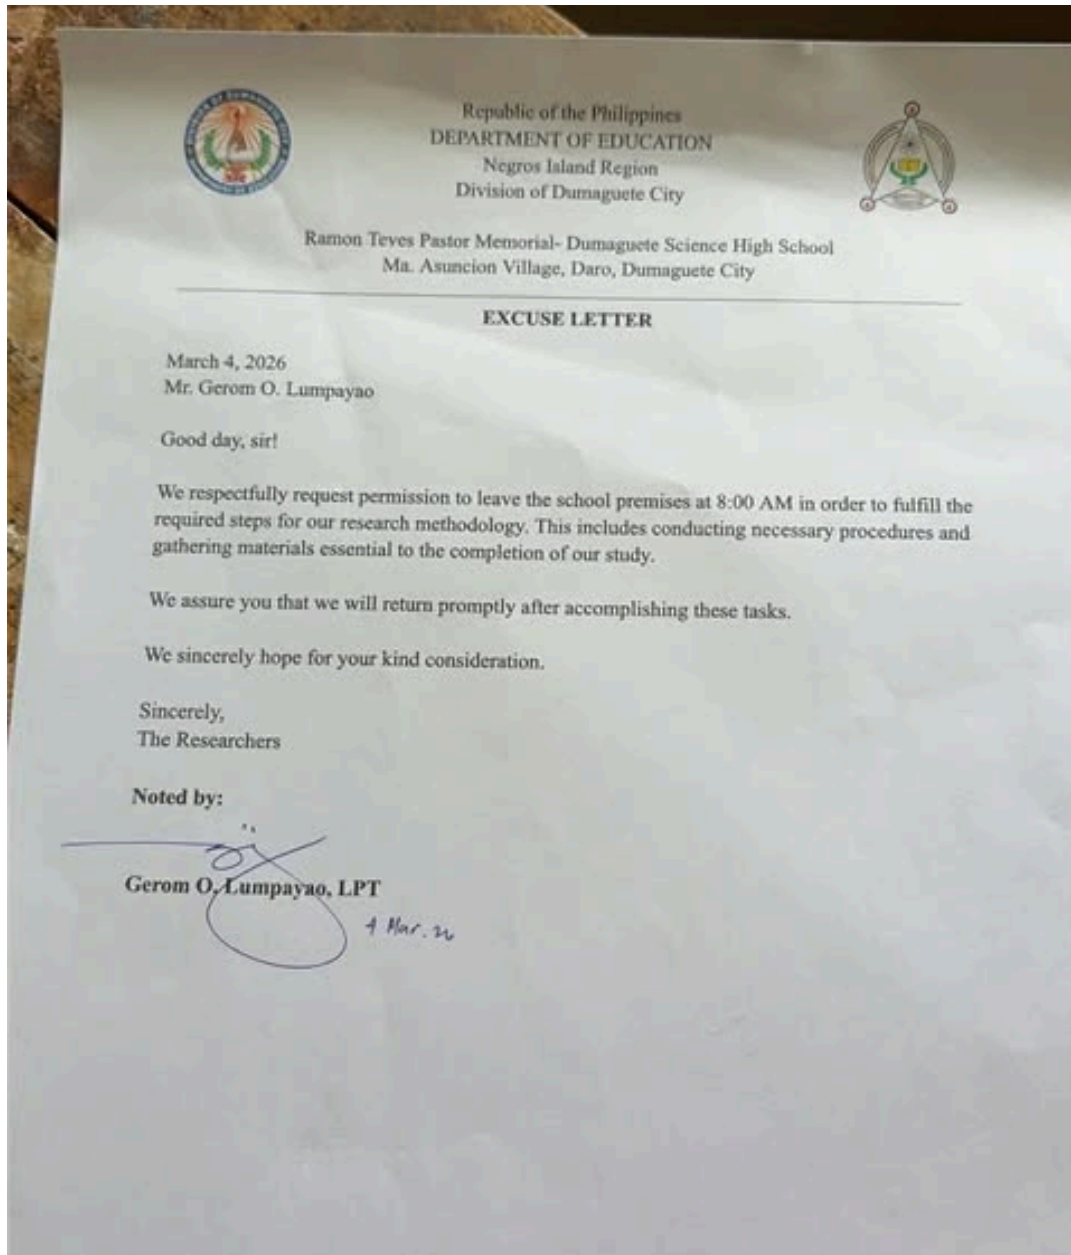 Republic of the Philippines
DEPARTMENT OF EDUCATION
Negros Island Region
Division of Dumaguete City
Ramon Teves Pastor Memorial- Dumaguete Science High School
Ma. Asuncion Village, Daro, Dumaguete City
EXCUSE LETTER
March 4, 2026
Mr. Gerom O. Lumpayao
Good day, sir!
We respectfully request permission to leave the school premises at 8:00 AM in order to fulfill the
required steps for our research methodology. This includes conducting necessary procedures and
gathering materials essential to the completion of our study.
We assure you that we will return promptly after accomplishing these tasks.
We sincerely hope for your kind consideration.
Sincerely,
The Researchers
Noted by:
Gerom O. Lumpayao, LPT
4 Mar. 26